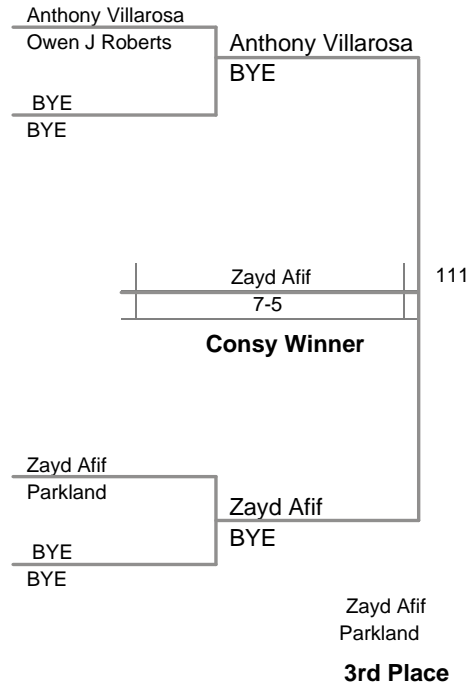 Anthony Villarosa
Owen J Roberts
Anthony Villarosa
BYE
BYE
BYE
Zayd Afif
111
7-5
Consy Winner
Zayd Afif
Parkland
Zayd Afif
BYE
BYE
BYE
Zayd Afif
Parkland
3rd Place